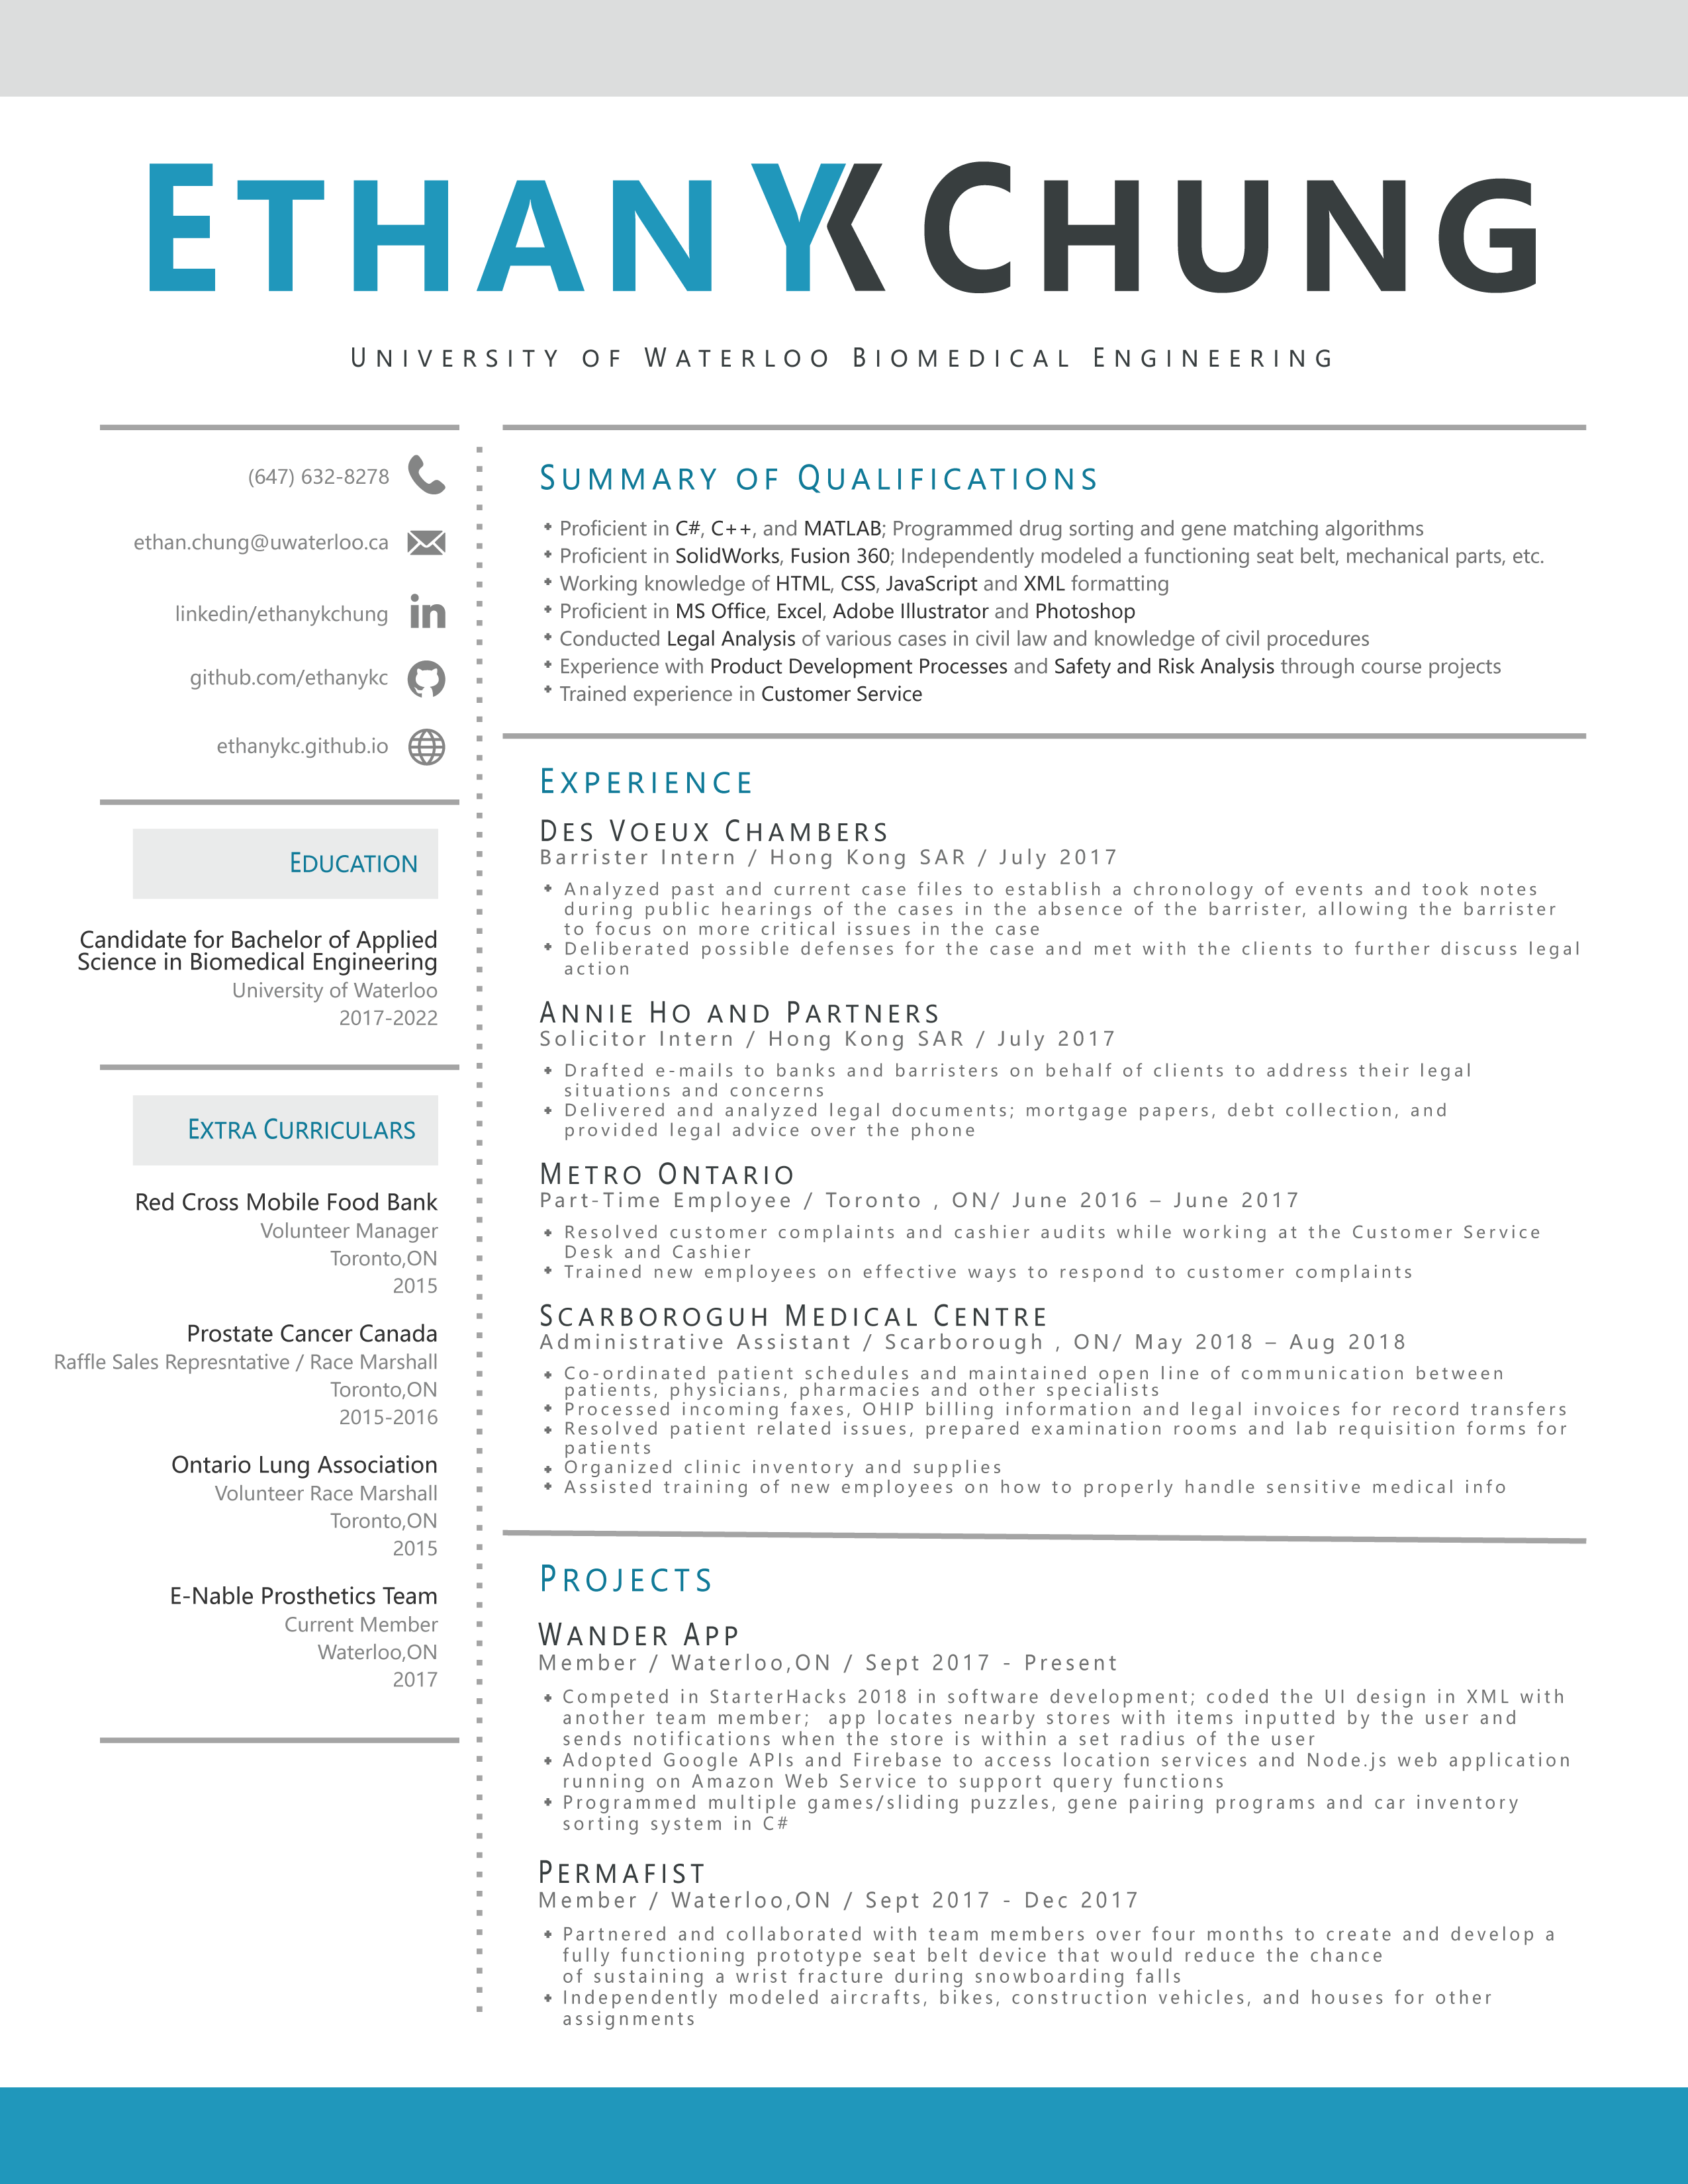 ETHAN YK CHUNG
UNIVERSITY OF WATERLOO BIOMEDICAL ENGINEERING
(647) 632-8278
ethan.chung@uwaterloo.ca
linkedin/ethanykchung
github.com/ethanykc
ethanykc.github.io
EDUCATION
Candidate for Bachelor of Applied
Science in Biomedical Engineering
University of Waterloo
2017-2022
EXTRA CURRICULARS
Red Cross Mobile Food Bank
Volunteer Manager
Toronto,ON
2015
Prostate Cancer Canada
Raffle Sales Represntative / Race Marshall
Toronto,ON
2015-2016
Ontario Lung Association
Volunteer Race Marshall
Toronto,ON
2015
E-Nable Prosthetics Team
Current Member
Waterloo,ON
2017
SUMMARY OF QUALIFICATIONS
Proficient in C#, C++, and MATLAB; Programmed drug sorting and gene matching algorithms
Proficient in SolidWorks, Fusion 360; Independently modeled a functioning seat belt, mechanical parts, etc.
Working knowledge of HTML, CSS, JavaScript and XML formatting
Proficient in MS Office, Excel, Adobe Illustrator and Photoshop
Conducted Legal Analysis of various cases in civil law and knowledge of civil procedures
Experience with Product Development Processes and Safety and Risk Analysis through course projects
Trained experience in Customer Service
EXPERIENCE
DES VOEUX CHAMBERS
Barrister Intern / Hong Kong SAR / July 2017
Analyzed past and current case files to establish a chronology of events and took notes
during public hearings of the cases in the absence of the barrister, allowing the barrister
to focus on more critical issues in the case
Deliberated possible defenses for the case and met with the clients to further discuss legal
action
ANNIE HO AND PARTNERS
Solicitor Intern / Hong Kong SAR / July 2017
Drafted e-mails to banks and barristers on behalf of clients to address their legal
situations and concerns
Delivered and analyzed legal documents; mortgage papers, debt collection, and
provided legal advice over the phone
METRO ONTARIO
Part-Time Employee / Toronto , ON/ June 2016 – June 2017
Resolved customer complaints and cashier audits while working at the Customer Service
Desk and Cashier
Trained new employees on effective ways to respond to customer complaints
SCARBOROGUH MEDICAL CENTRE
Administrative Assistant / Scarborough , ON/ May 2018 – Aug 2018
Co-ordinated patient schedules and maintained open line of communication between
patients, physicians, pharmacies and other specialists
Processed incoming faxes, OHIP billing information and legal invoices for record transfers
Resolved patient related issues, prepared examination rooms and lab requisition forms for
patients
Organized clinic inventory and supplies
Assisted training of new employees on how to properly handle sensitive medical info
PROJECTS
WANDER APP
Member / Waterloo,ON / Sept 2017 - Present
Competed in StarterHacks 2018 in software development; coded the UI design in XML with
another team member; app locates nearby stores with items inputted by the user and
sends notifications when the store is within a set radius of the user
Adopted Google APIs and Firebase to access location services and Node.js web application
running on Amazon Web Service to support query functions
Programmed multiple games/sliding puzzles, gene pairing programs and car inventory
sorting system in C#
PERMAFIST
Member / Waterloo,ON / Sept 2017 - Dec 2017
Partnered and collaborated with team members over four months to create and develop a
fully functioning prototype seat belt device that would reduce the chance
of sustaining a wrist fracture during snowboarding falls
Independently modeled aircrafts, bikes, construction vehicles, and houses for other
assignments